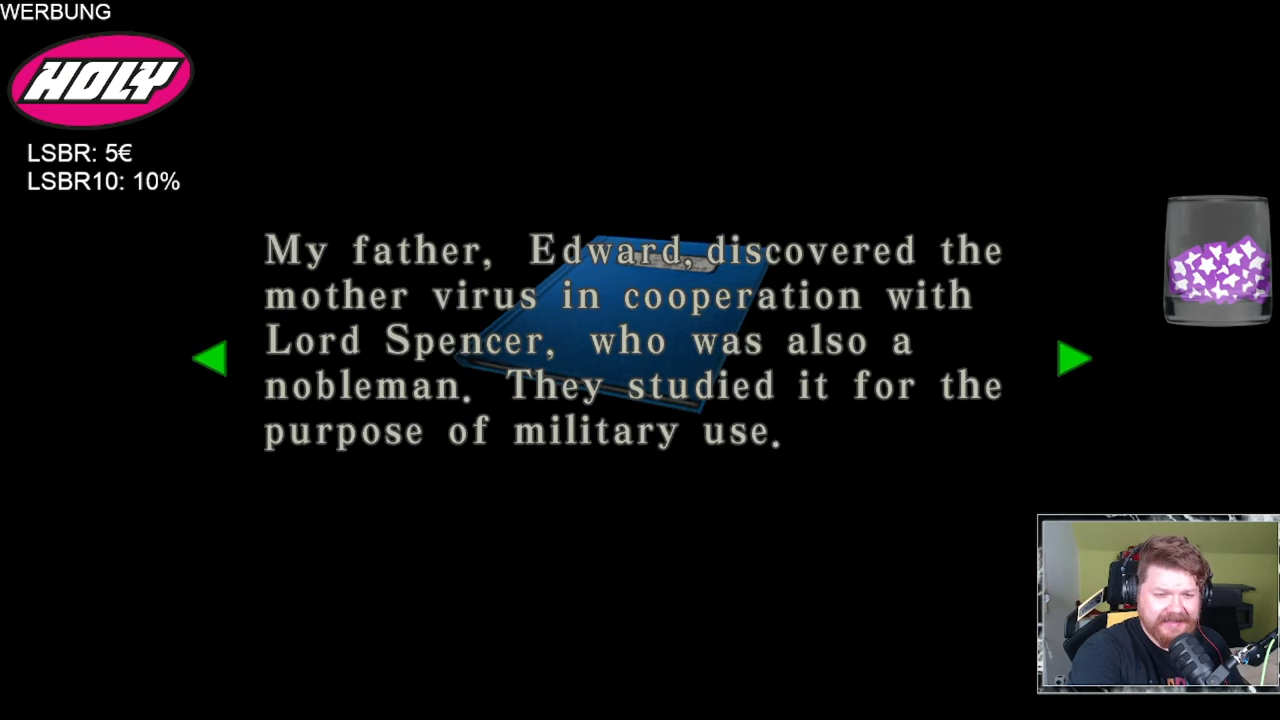 WERBUNG
HOLY
LSBR: 5€
LSBR10: 10%
My father, Edward, discovered the
mother virus in cooperation with
Lord Spencer, who was also a
nobleman. They studied it for the
purpose of military use.